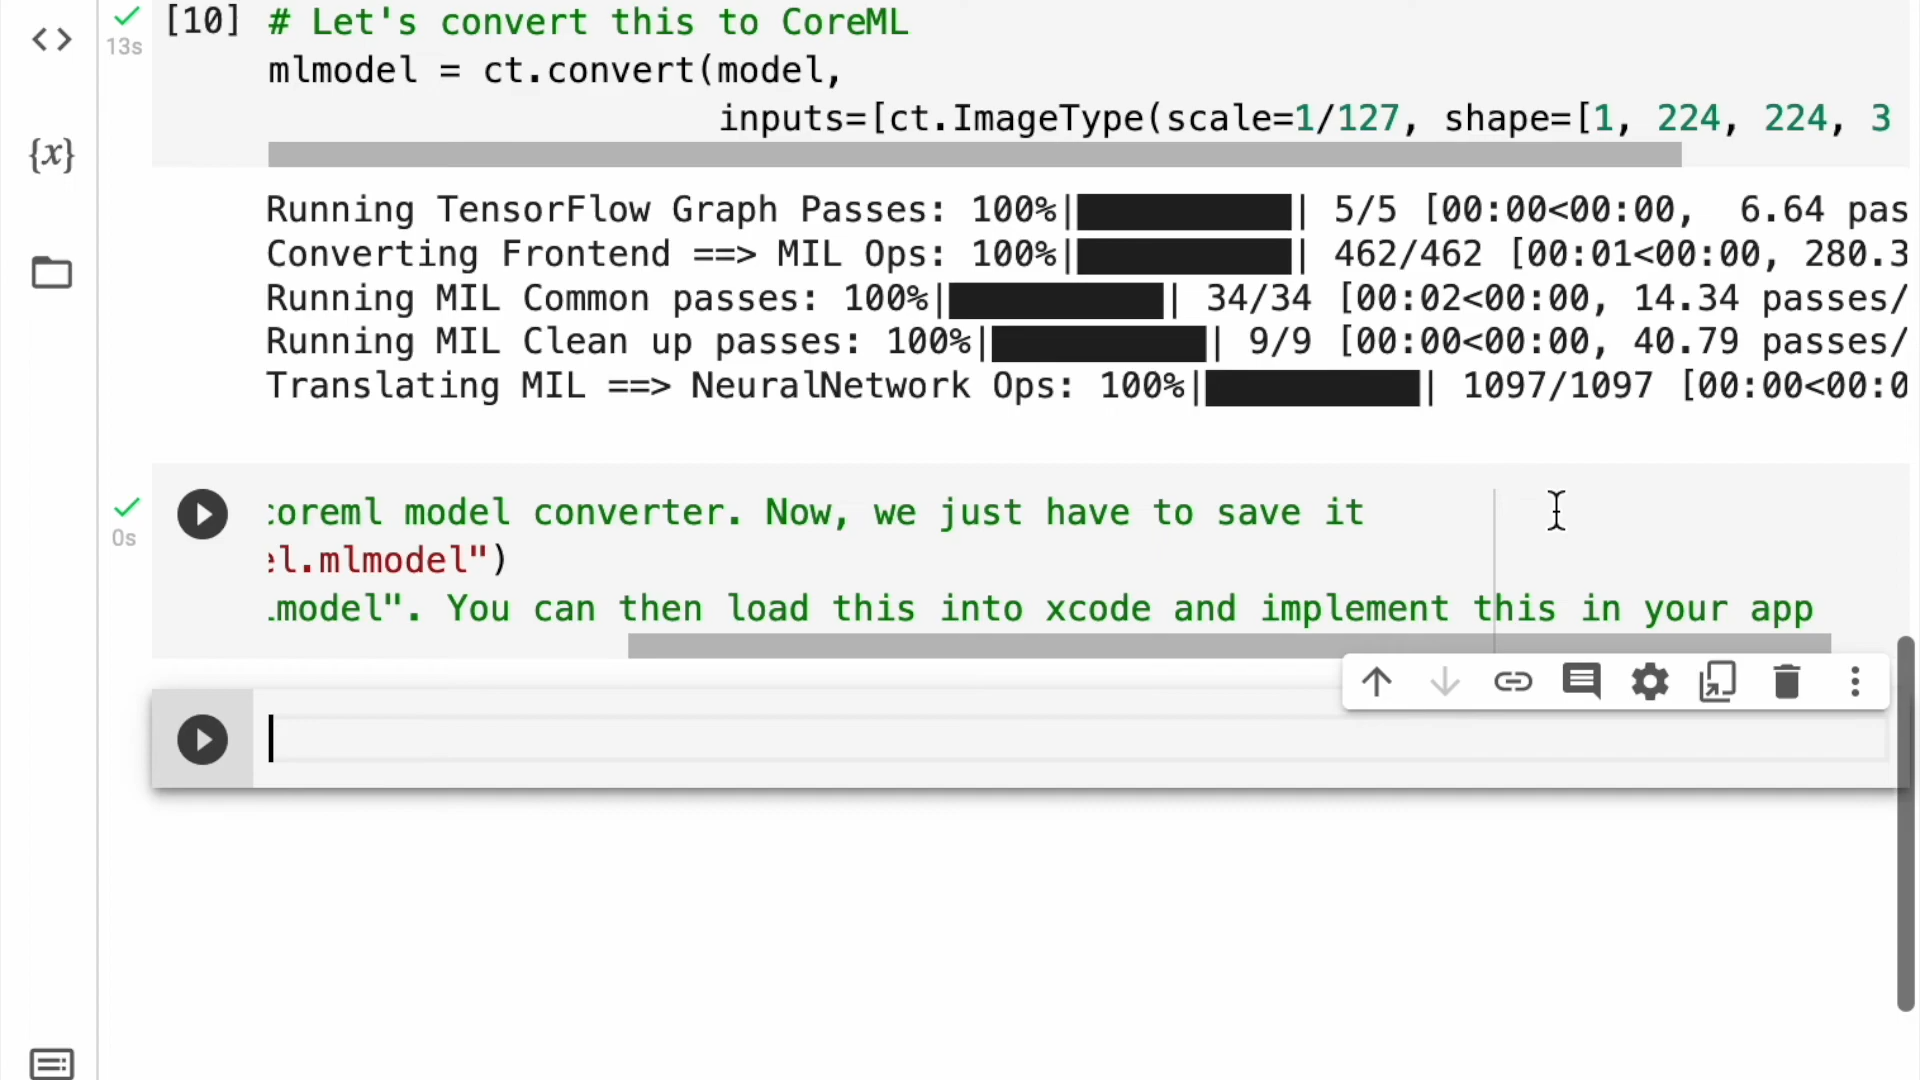 [10] # Let's convert this to CoreML
13s
mlmodel = ct.convert(model,
inputs=[ct.ImageType(scale=1/127, shape=[1, 224, 224, 3
{x}
Running TensorFlow Graph Passes: 100%|██████████| 5/5 [00:00<00:00,  6.64 pas
Converting Frontend ==> MIL Ops: 100%|██████████| 462/462 [00:01<00:00, 280.3
Running MIL Common passes: 100%|██████████| 34/34 [00:02<00:00, 14.34 passes/
Running MIL Clean up passes: 100%|██████████| 9/9 [00:00<00:00, 40.79 passes/
Translating MIL ==> NeuralNetwork Ops: 100%|██████████| 1097/1097 [00:00<00:0
coreml model converter. Now, we just have to save it
0s
el.mlmodel")
model". You can then load this into xcode and implement this in your app